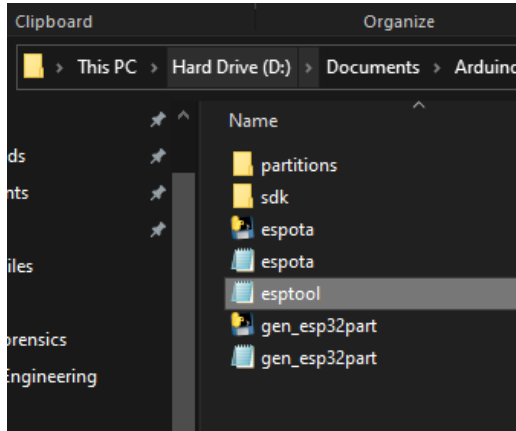 Clipboard Organize
This PC > Hard Drive (D:) > Documents > Arduino
Name
ds
partitions
nts
sdk
espota
iles
espota
esptool
orensics
gen_esp32part
Engineering
gen_esp32part